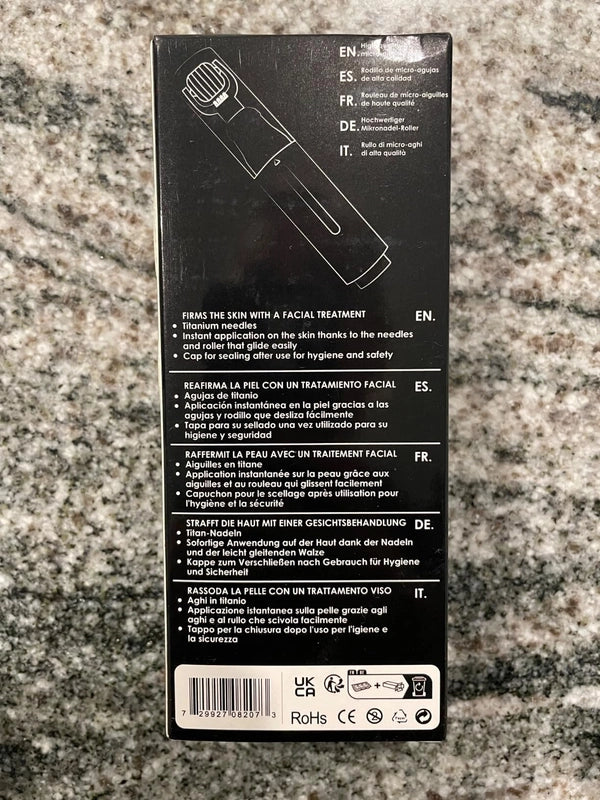 EN.
ES. Rodillo de micro-agujas
de alta calidad
FR. Rouleau de micro-aiguilles
de haute qualité
DE. Hochwertiger
Mikronadel-Roller
IT. Rullo di micro-aghi
di alta qualità
FIRMS THE SKIN WITH A FACIAL TREATMENT EN.
• Titanium needles
• Instant application on the skin thanks to the needles
and roller that glide easily
• Cap for sealing after use for hygiene and safety
REAFIRMA LA PIEL CON UN TRATAMIENTO FACIAL ES.
• Agujas de titanio
• Aplicación instantánea en la piel gracias a las
agujas y rodillo que desliza fácilmente
• Tapa para su sellado una vez utilizado para su
higiene y seguridad
RAFFERMIT LA PEAU AVEC UN TRAITEMENT FACIAL FR.
• Aiguilles en titane
• Application instantanée sur la peau grâce aux
aiguilles et au rouleau qui glissent facilement
• Capuchon pour le scellage après utilisation pour
l'hygiène et la sécurité
STRAFFT DIE HAUT MIT EINER GESICHTSBEHANDLUNG DE.
• Titan-Nadeln
• Sofortige Anwendung auf der Haut dank der Nadeln
und der leicht gleitenden Walze
• Kappe zum Verschließen nach Gebrauch für Hygiene
und Sicherheit
RASSODA LA PELLE CON UN TRATTAMENTO VISO IT.
• Aghi in titanio
• Applicazione istantanea sulla pelle grazie agli
aghi e al rullo che scivola facilmente
• Tappo per la chiusura dopo l'uso per l'igiene e
la sicurezza
UK
CA
+
7 29927 08207 3
RoHs CE